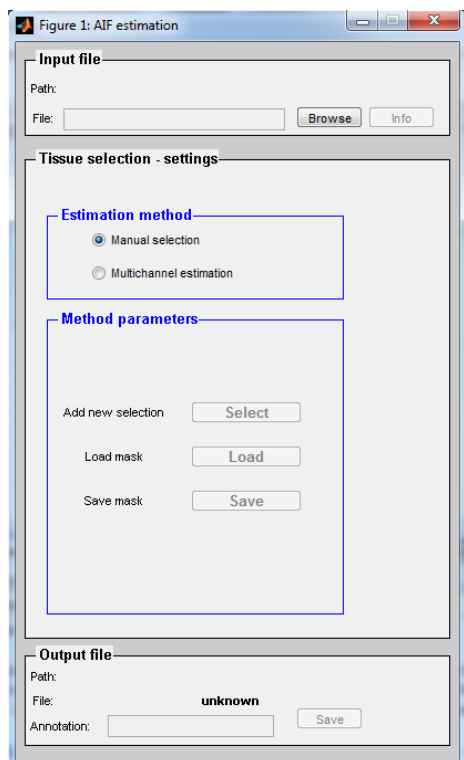 Figure 1: AIF estimation
Input file
Path:
File: Browse Info
Tissue selection - settings
Estimation method
Manual selection
Multichannel estimation
Method parameters
Add new selection Select
Load mask Load
Save mask Save
Output file
Path:
File: unknown
Annotation: Save